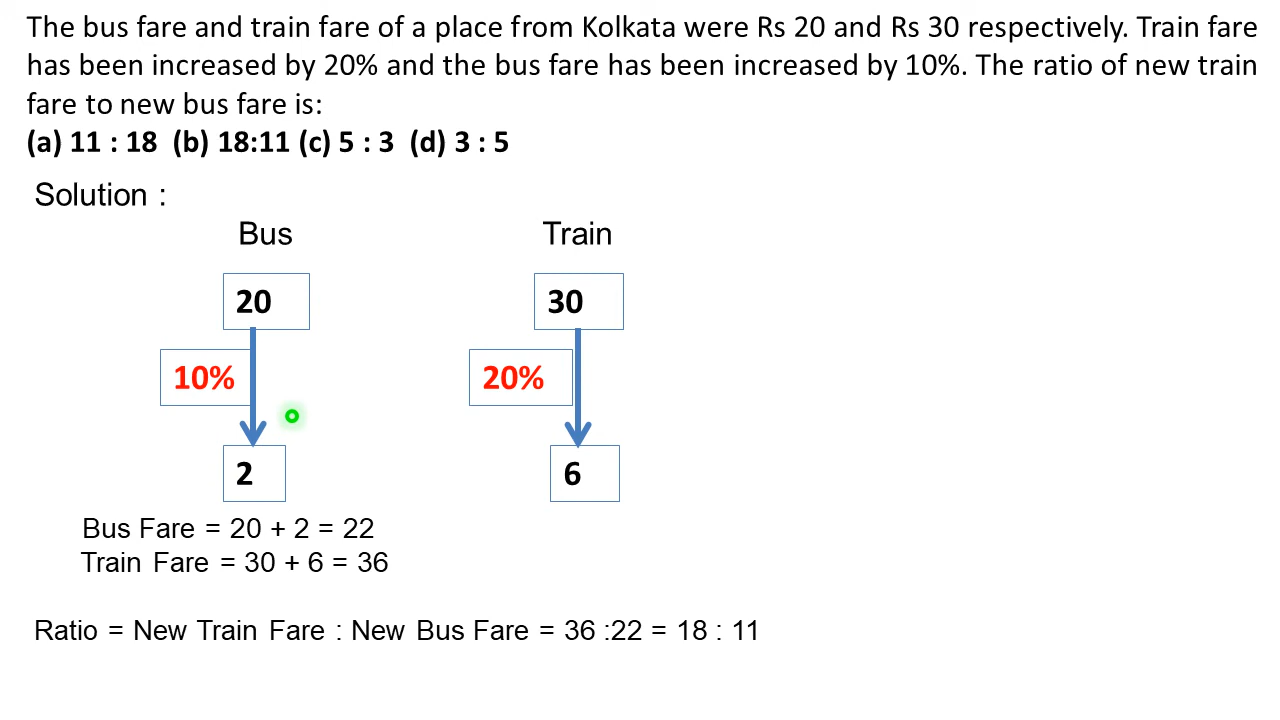 The bus fare and train fare of a place from Kolkata were Rs 20 and Rs 30 respectively. Train fare
has been increased by 20% and the bus fare has been increased by 10%. The ratio of new train
fare to new bus fare is:
(a) 11 : 18 (b) 18:11 (c) 5 : 3 (d) 3 : 5
Solution :
Bus Train
20 30
10% 20%
2 6
Bus Fare = 20 + 2 = 22
Train Fare = 30 + 6 = 36
Ratio = New Train Fare : New Bus Fare = 36 :22 = 18 : 11